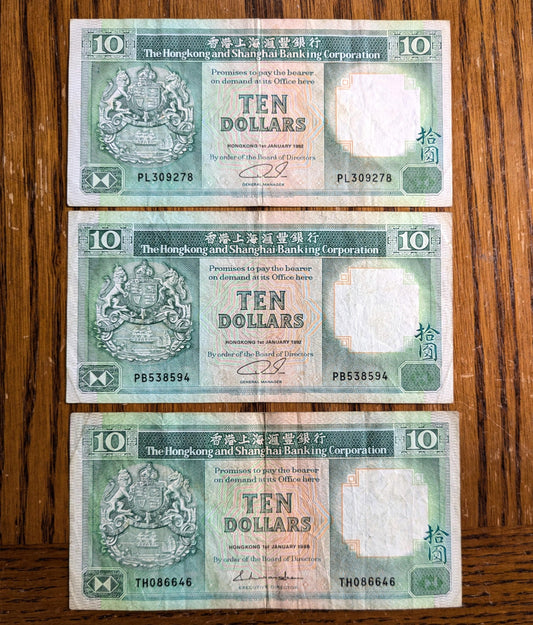 10 香港上海滙豐銀行 10
The Hongkong and Shanghai Banking Corporation
Promises to pay the bearer
on demand at its Office here
TEN
DOLLARS
HONGKONG 1st JANUARY 1992
By order of the Board of Directors
拾圓
GENERAL MANAGER
PL309278 PL309278
10 香港上海滙豐銀行 10
The Hongkong and Shanghai Banking Corporation
Promises to pay the bearer
on demand at its Office here
TEN
DOLLARS
HONGKONG 1st JANUARY 1992
By order of the Board of Directors
拾圓
GENERAL MANAGER
PB538594 PB538594
10 香港上海滙豐銀行 10
The Hongkong and Shanghai Banking Corporation
Promises to pay the bearer
on demand at its Office here
TEN
DOLLARS
HONGKONG 1st JANUARY
By order of the Board of Directors
拾圓
EXECUTIVE DIRECTOR
TH086646 TH086646